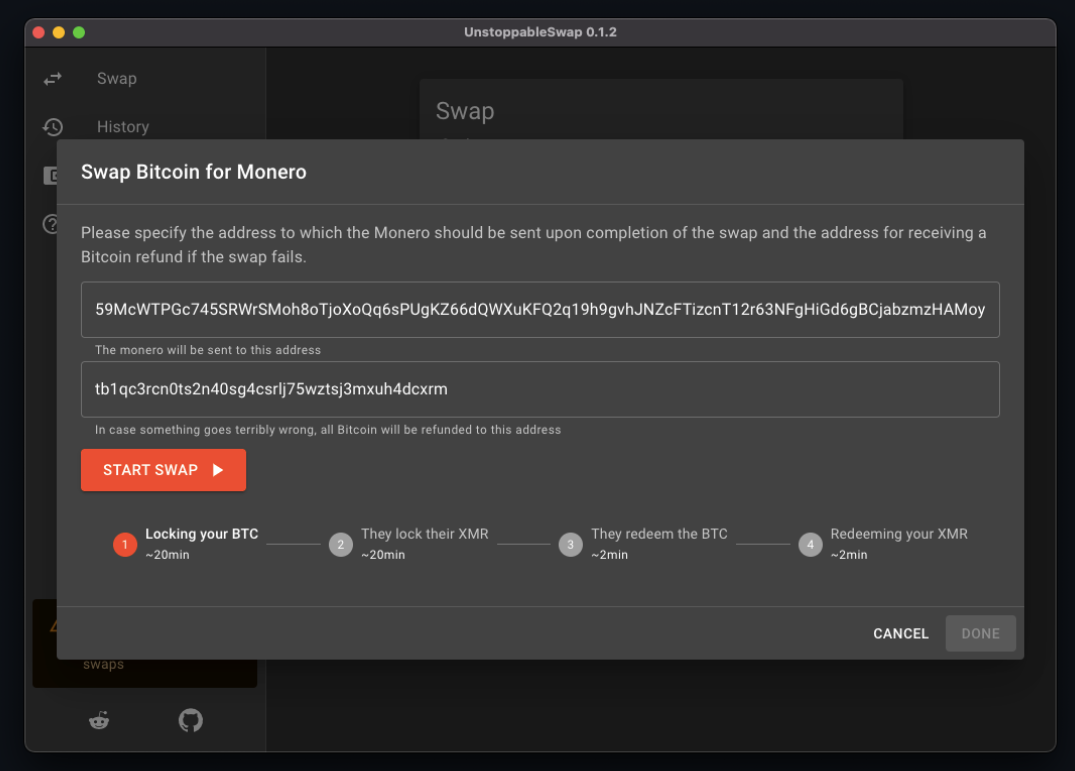 UnstoppableSwap 0.1.2
Swap
History
Swap
Swap Bitcoin for Monero
Please specify the address to which the Monero should be sent upon completion of the swap and the address for receiving a
Bitcoin refund if the swap fails.
59McWTPGc745SRWrSMoh8oTjoXoQq6sPUgKZ66dQWXuKFQ2q19h9gvhJNZcFTizcnT12r63NFgHiGd6gBCjabzmzHAMoy
The monero will be sent to this address
tb1qc3rcn0ts2n40sg4csrlj75wztsj3mxuh4dcxrm
In case something goes terribly wrong, all Bitcoin will be refunded to this address
START SWAP
1 Locking your BTC
~20min
2 They lock their XMR
~20min
3 They redeem the BTC
~2min
4 Redeeming your XMR
~2min
CANCEL
DONE
swaps